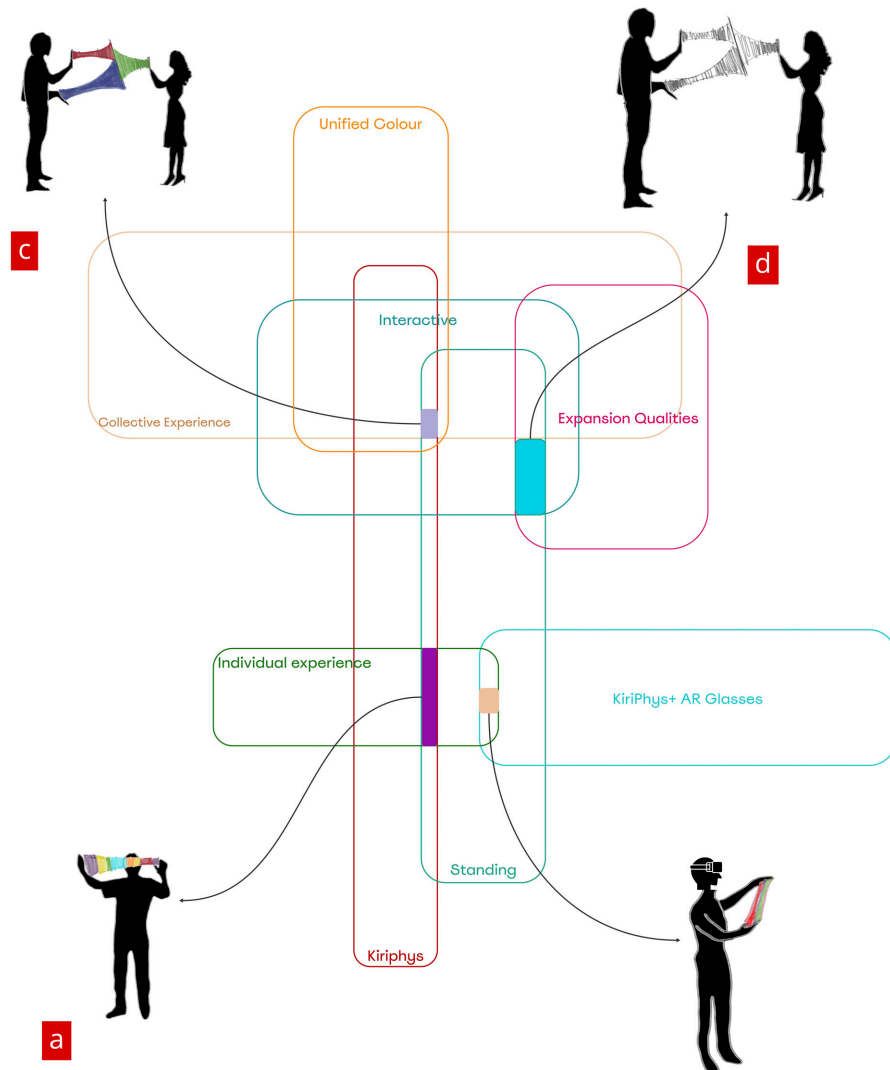 Unified Colour
c
d
Interactive
Collective Experience
Expansion Qualities
Individual experience
KiriPhys+ AR Glasses
Standing
Kiriphys
a